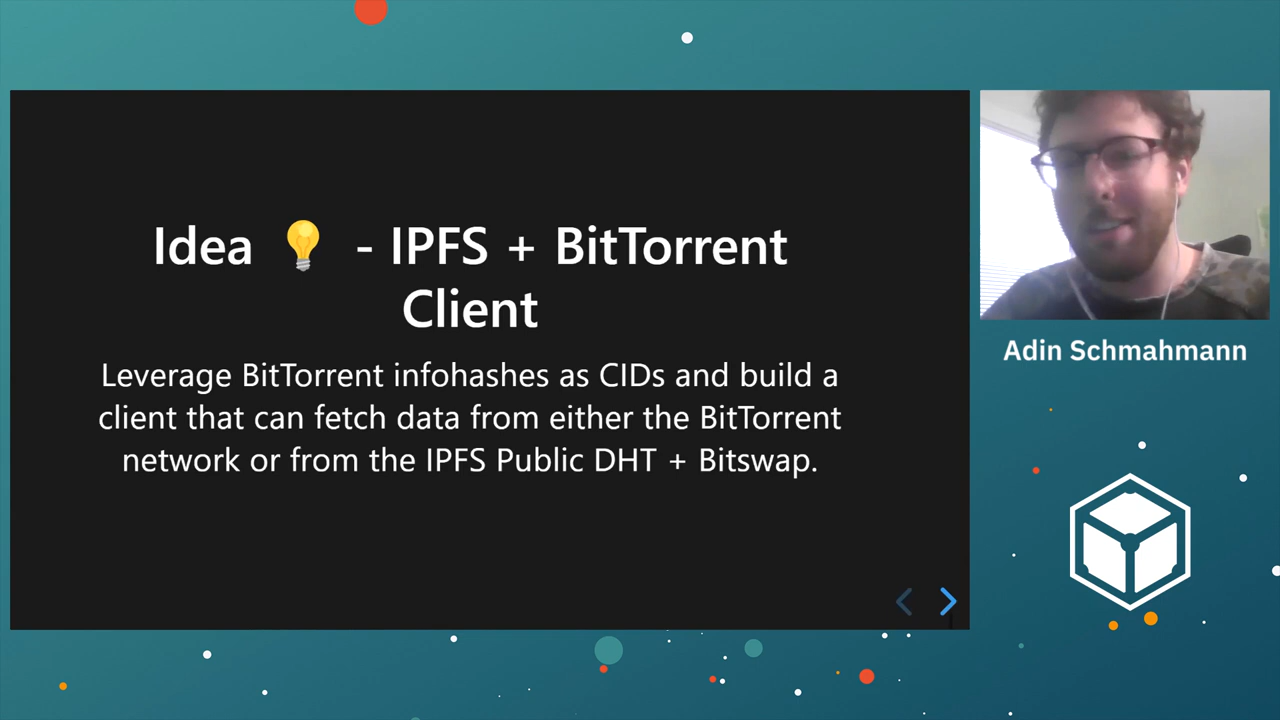 Idea 💡 - IPFS + BitTorrent
Client
Leverage BitTorrent infohashes as CIDs and build a
client that can fetch data from either the BitTorrent
network or from the IPFS Public DHT + Bitswap.
Adin Schmahmann